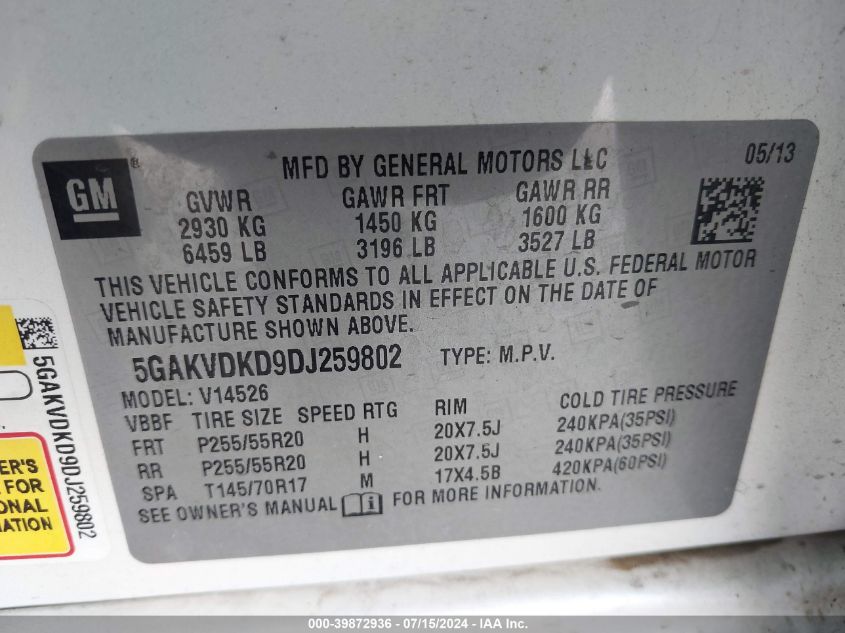 GM ®
MFD BY GENERAL MOTORS LLC
05/13
GVWR GAWR FRT GAWR RR
2930 KG 1450 KG 1600 KG
6459 LB 3196 LB 3527 LB
THIS VEHICLE CONFORMS TO ALL APPLICABLE U.S. FEDERAL MOTOR
VEHICLE SAFETY STANDARDS IN EFFECT ON THE DATE OF
MANUFACTURE SHOWN ABOVE.
5GAKVDKD9DJ259802 TYPE: M.P.V.
MODEL: V14526
VBBF TIRE SIZE SPEED RTG RIM COLD TIRE PRESSURE
FRT P255/55R20 H 20X7.5J 240KPA(35PSI)
RR P255/55R20 H 20X7.5J 240KPA(35PSI)
SPA T145/70R17 M 17X4.5B 420KPA(60PSI)
SEE OWNER'S MANUAL i FOR MORE INFORMATION.
5GAKVDKD9DJ259802
ER'S
FOR
ONAL
ATION
000-39872936 - 07/15/2024 - IAA Inc.